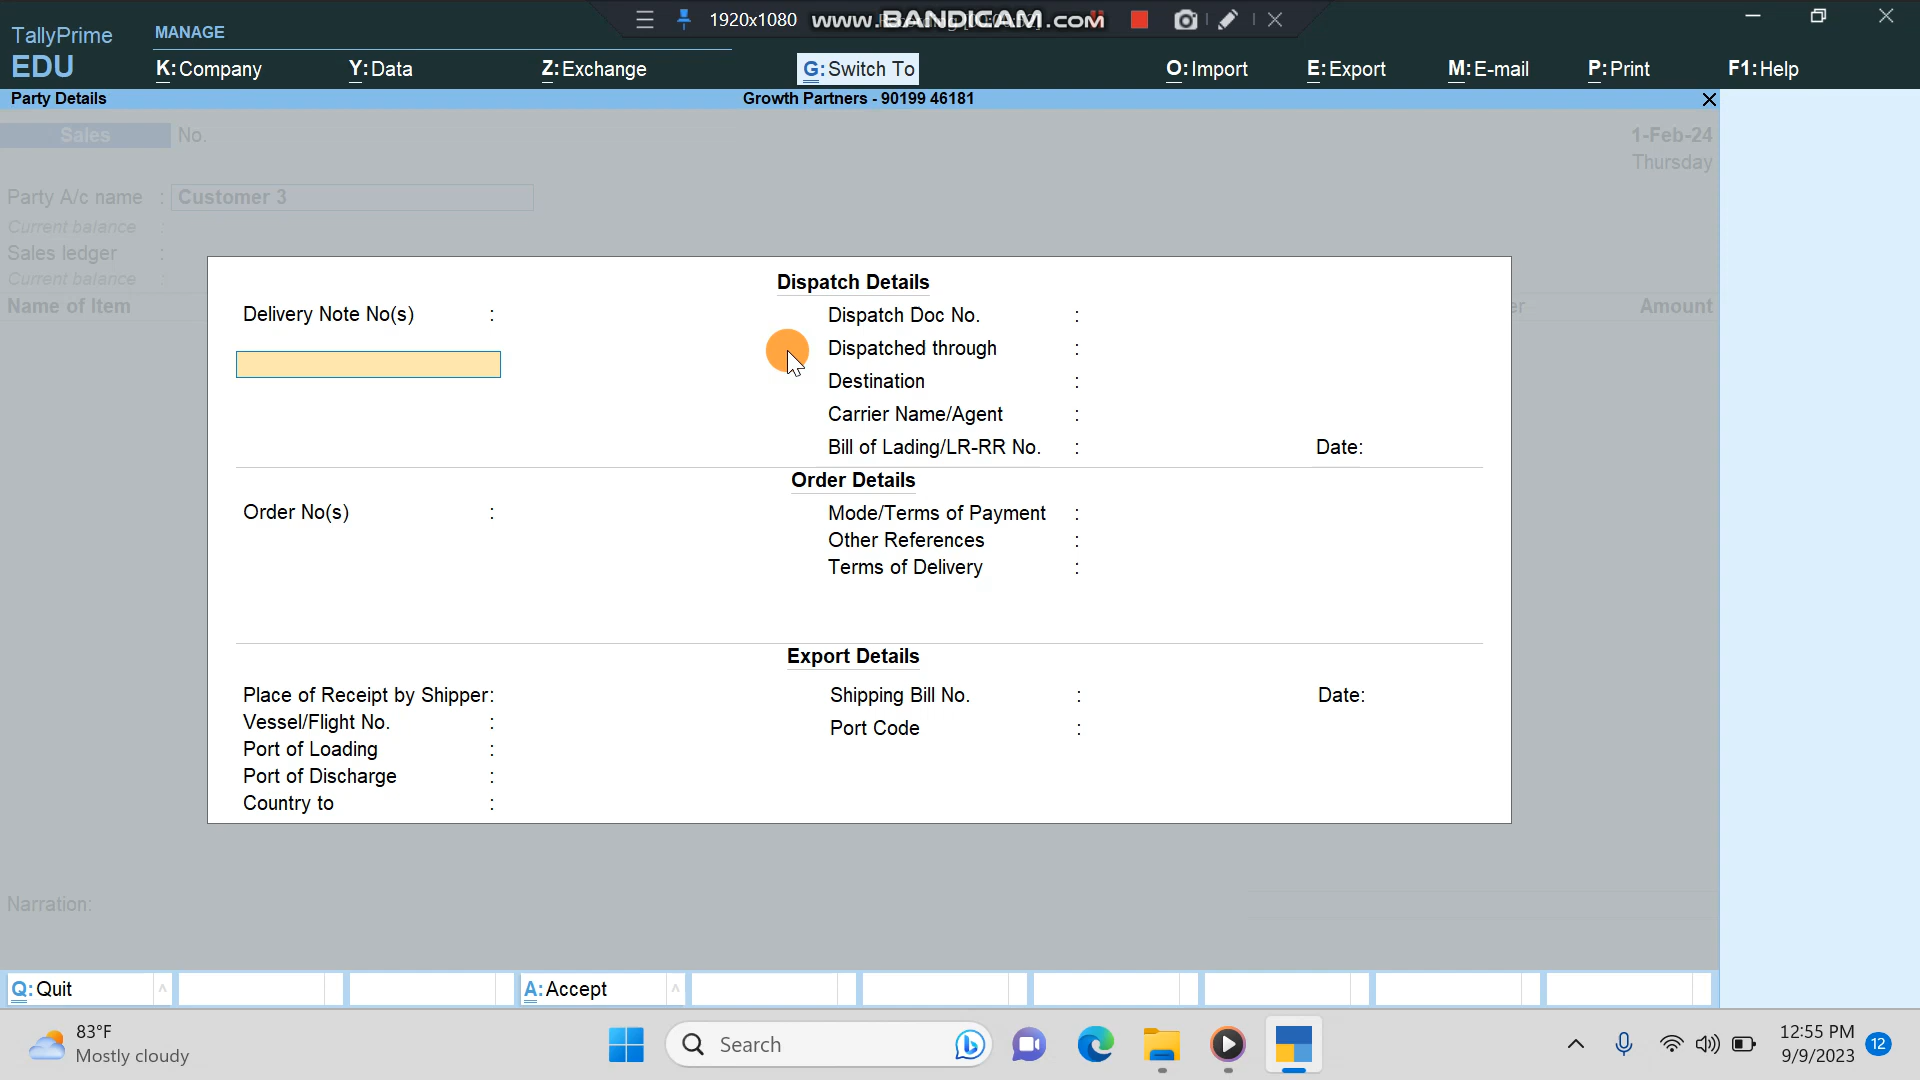 1920x1080 www.BANDICAM.com
TallyPrime
EDU
MANAGE
K:Company Y:Data Z:Exchange G:Switch To O:Import E:Export M:E-mail P:Print F1:Help
Party Details Growth Partners - 90199 46181
Sales No. 1-Feb-24
Thursday
Party A/c name : Customer 3
Current balance :
Sales ledger :
Current balance :
Name of Item Amount
Dispatch Details
Delivery Note No(s) : Dispatch Doc No. :
Dispatched through :
Destination :
Carrier Name/Agent :
Bill of Lading/LR-RR No. : Date:
Order Details
Order No(s) : Mode/Terms of Payment :
Other References :
Terms of Delivery :
Export Details
Place of Receipt by Shipper: Shipping Bill No. : Date:
Vessel/Flight No. : Port Code :
Port of Loading :
Port of Discharge :
Country to :
Narration:
Q:Quit A:Accept
83°F
Mostly cloudy
Search
12:55 PM
9/9/2023
12